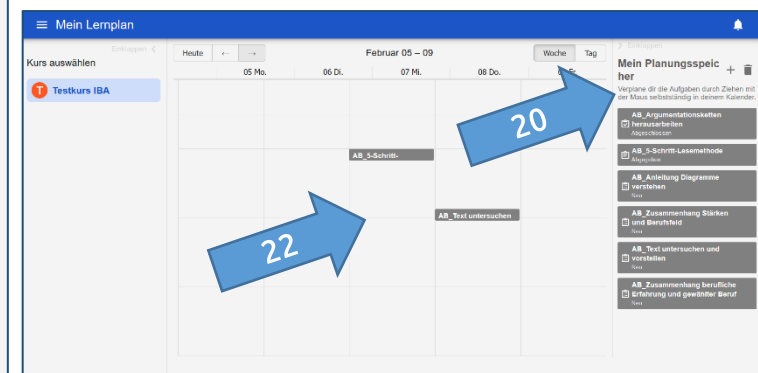 Mein Lernplan
Einklappen
Kurs auswählen
T Testkurs IBA
Heute ← → Februar 05 – 09 Woche Tag
05 Mo. 06 Di. 07 Mi. 08 Do.
AB_5-Schritt-
AB_Text untersuchen
20
22
Einklappen
Mein Planungsspeic
her
Verplane dir die Aufgaben durch Ziehen mit
der Maus selbstständig in deinem Kalender.
AB_Argumentationsketten
herausarbeiten
Abgeschlossen
AB_5-Schritt-Lesemethode
Abgegeben
AB_Anleitung Diagramme
verstehen
Neu
AB_Zusammenhang Stärken
und Berufsfeld
Neu
AB_Text untersuchen und
vorstellen
Neu
AB_Zusammenhang berufliche
Erfahrung und gewählter Beruf
Neu